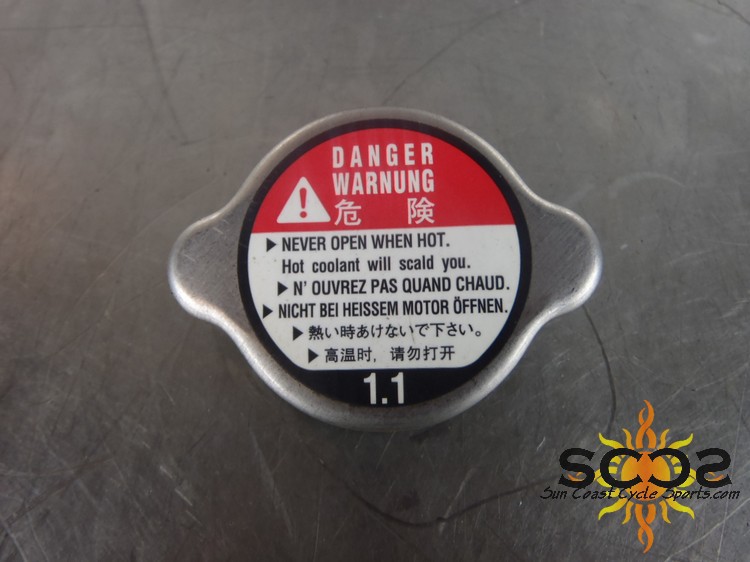 DANGER
WARNUNG
危険
▶ NEVER OPEN WHEN HOT.
Hot coolant will scald you.
▶ N' OUVREZ PAS QUAND CHAUD.
▶ NICHT BEI HEISSEM MOTOR ÖFFNEN.
▶ 熱い時あけないで下さい。
▶ 高温时，请勿打开
1.1
SCCS
Sun Coast Cycle Sports.com